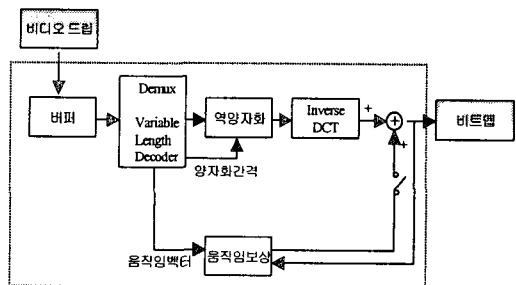 비디오 드립
버퍼
Demux
Variable
Length
Decoder
역양자화
Inverse
DCT
+
+
+
비트맵
양자화간격
움직임벡터
움직임보상